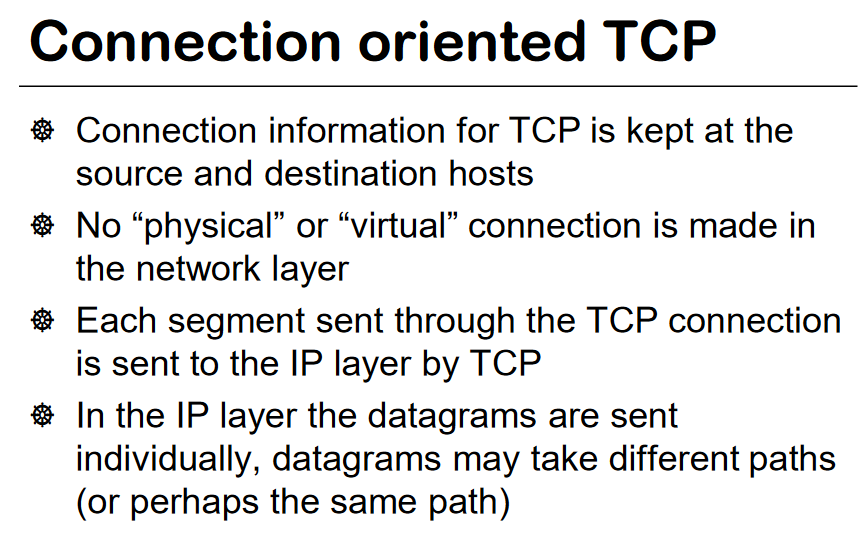 Connection oriented TCP
Connection information for TCP is kept at the
source and destination hosts
No “physical” or “virtual” connection is made in
the network layer
Each segment sent through the TCP connection
is sent to the IP layer by TCP
In the IP layer the datagrams are sent
individually, datagrams may take different paths
(or perhaps the same path)